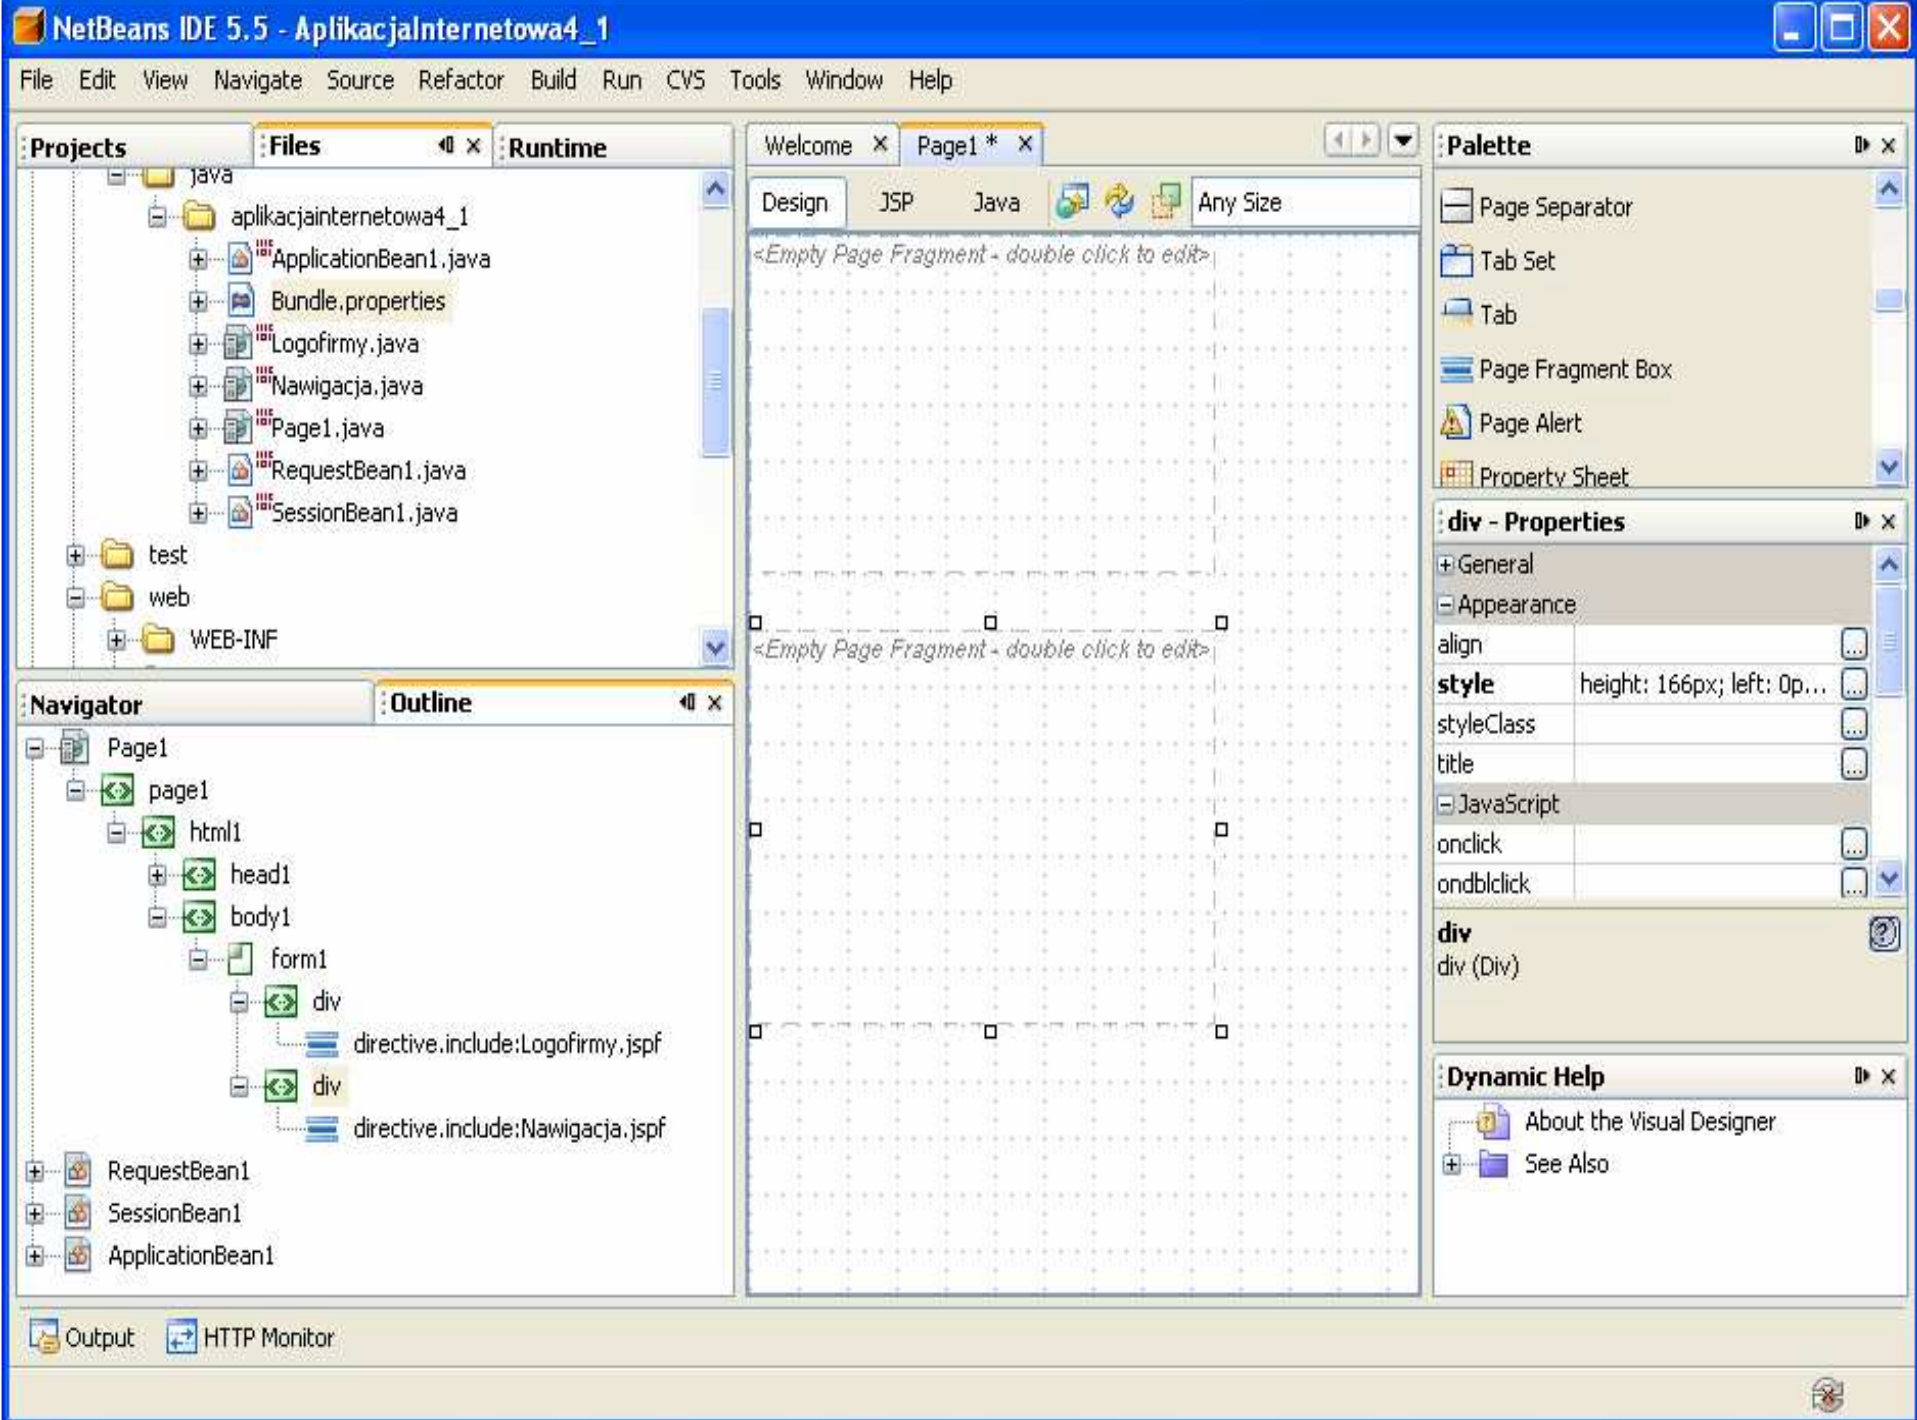 NetBeans IDE 5.5 - AplikacjaInternetowa4_1
File Edit View Navigate Source Refactor Build Run CVS Tools Window Help
Projects Files Runtime
java
aplikacjainternetowa4_1
ApplicationBean1.java
Bundle.properties
Logofirmy.java
Nawigacja.java
Page1.java
RequestBean1.java
SessionBean1.java
test
web
WEB-INF
Navigator Outline
Page1
page1
html1
head1
body1
form1
div
directive.include:Logofirmy.jspf
div
directive.include:Nawigacja.jspf
RequestBean1
SessionBean1
ApplicationBean1
Welcome Page1 *
Design JSP Java Any Size
<Empty Page Fragment - double click to edit>
<Empty Page Fragment - double click to edit>
Palette
Page Separator
Tab Set
Tab
Page Fragment Box
Page Alert
Property Sheet
div - Properties
General
Appearance
align ...
style height: 166px; left: 0p... ...
styleClass ...
title ...
JavaScript
onclick ...
ondblclick ...
div
div (Div)
Dynamic Help
About the Visual Designer
See Also
Output HTTP Monitor